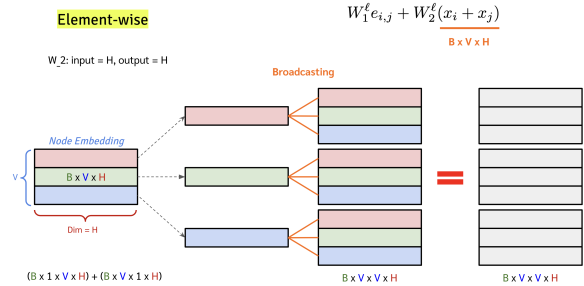 Element-wise
W_1^ℓ e_{i,j} + W_2^ℓ(x_i + x_j)
B x V x H
W_2: input = H, output = H
Broadcasting
Node Embedding
V
B x V x H
Dim = H
(B x 1 x V x H) + (B x V x 1 x H)
B x V x V x H
B x V x V x H